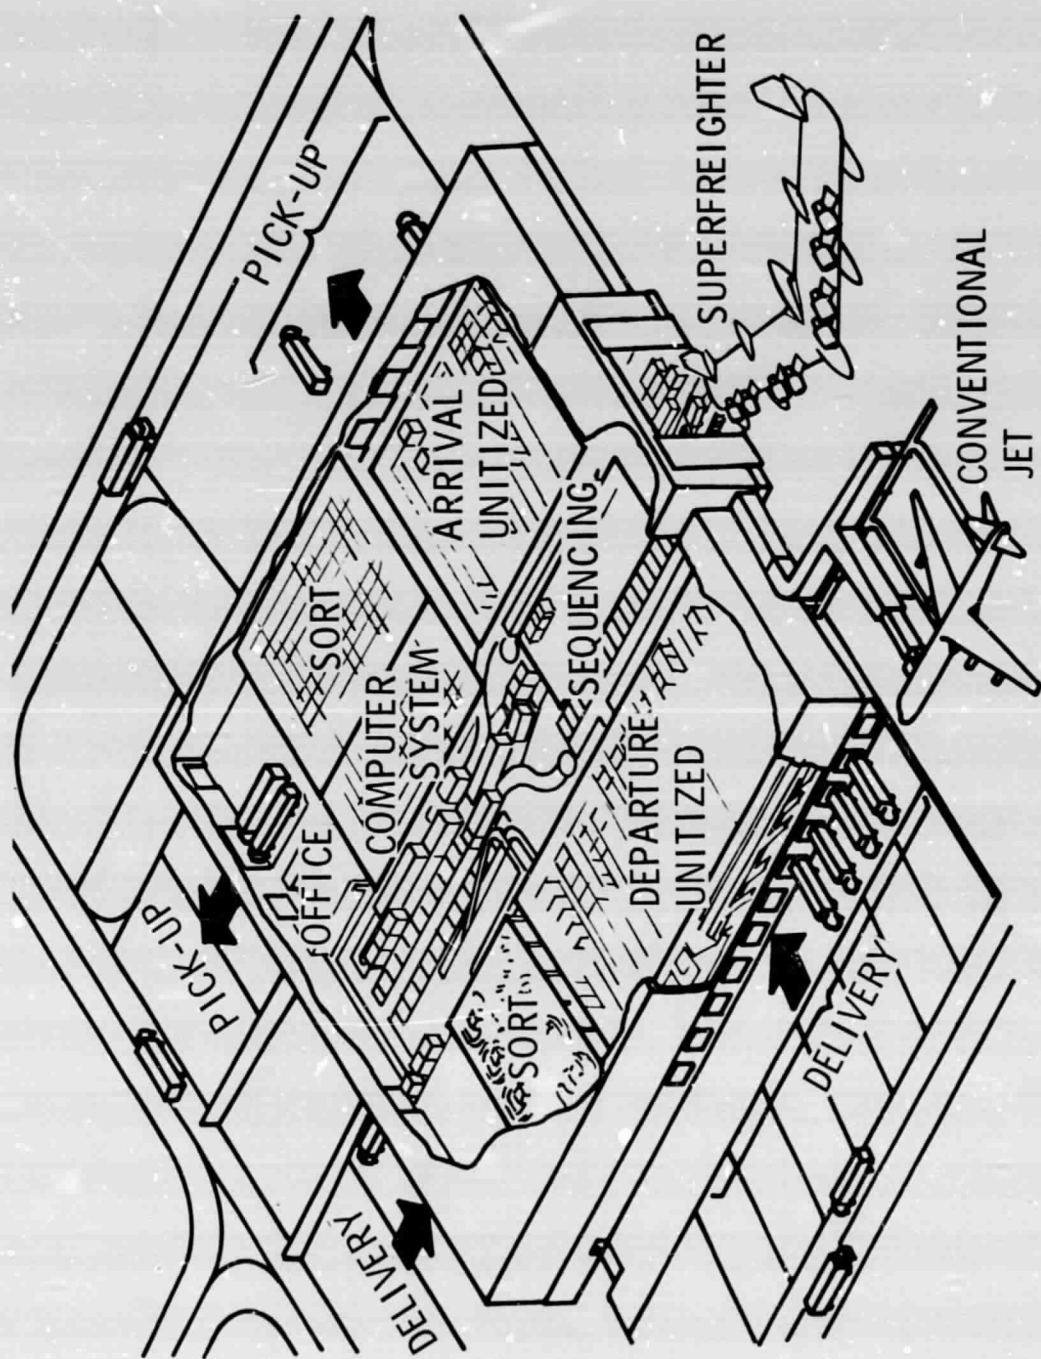 PICK-UP
PICK-UP
DELIVERY
OFFICE
SORT
COMPUTER
SYSTEM
ARRIVAL
UNITIZED
SORT
SEQUENCING
DEPARTURE
UNITIZED
DELIVERY
SUPERFREIGHTER
CONVENTIONAL
JET